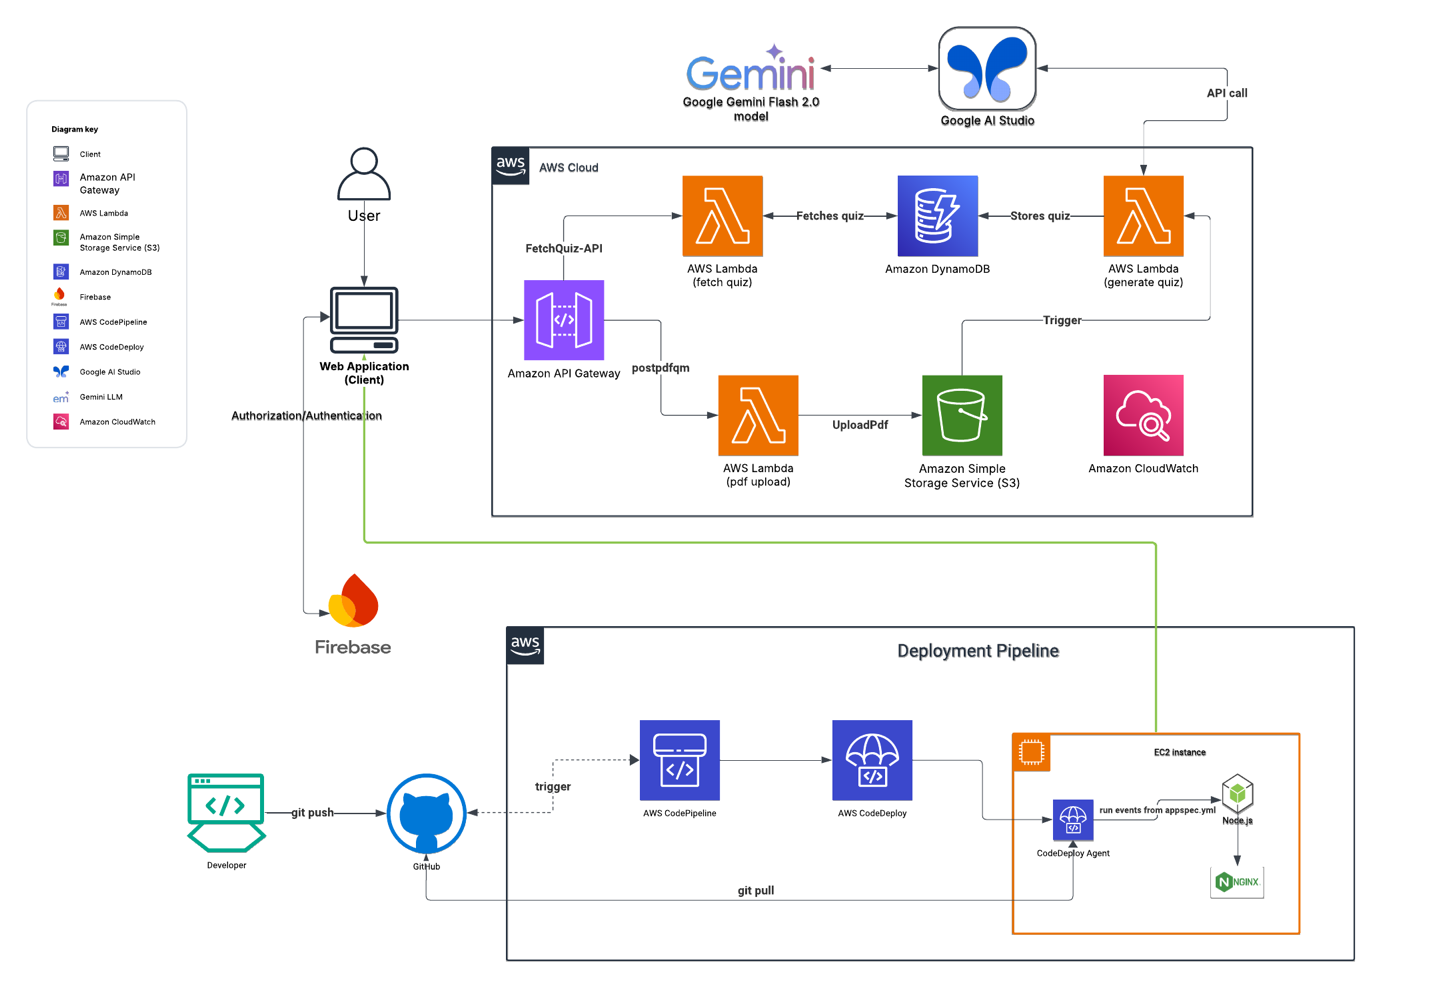 Gemini
Google Gemini Flash 2.0
model
Google AI Studio
API call
Diagram key
Client
Amazon API
Gateway
AWS Lambda
Amazon Simple
Storage Service (S3)
Amazon DynamoDB
Firebase
Firebase
AWS CodePipeline
AWS CodeDeploy
Google AI Studio
em
Gemini LLM
Amazon CloudWatch
User
Web Application
(Client)
Authorization/Authentication
Firebase
aws
AWS Cloud
FetchQuiz-API
Fetches quiz
Stores quiz
AWS Lambda
(fetch quiz)
Amazon DynamoDB
AWS Lambda
(generate quiz)
Trigger
Amazon API Gateway
postpdfqm
UploadPdf
AWS Lambda
(pdf upload)
Amazon Simple
Storage Service (S3)
Amazon CloudWatch
aws
Deployment Pipeline
Developer
git push
GitHub
trigger
AWS CodePipeline
AWS CodeDeploy
EC2 instance
run events from appspec.yml
Node.js
CodeDeploy Agent
NGINX
git pull